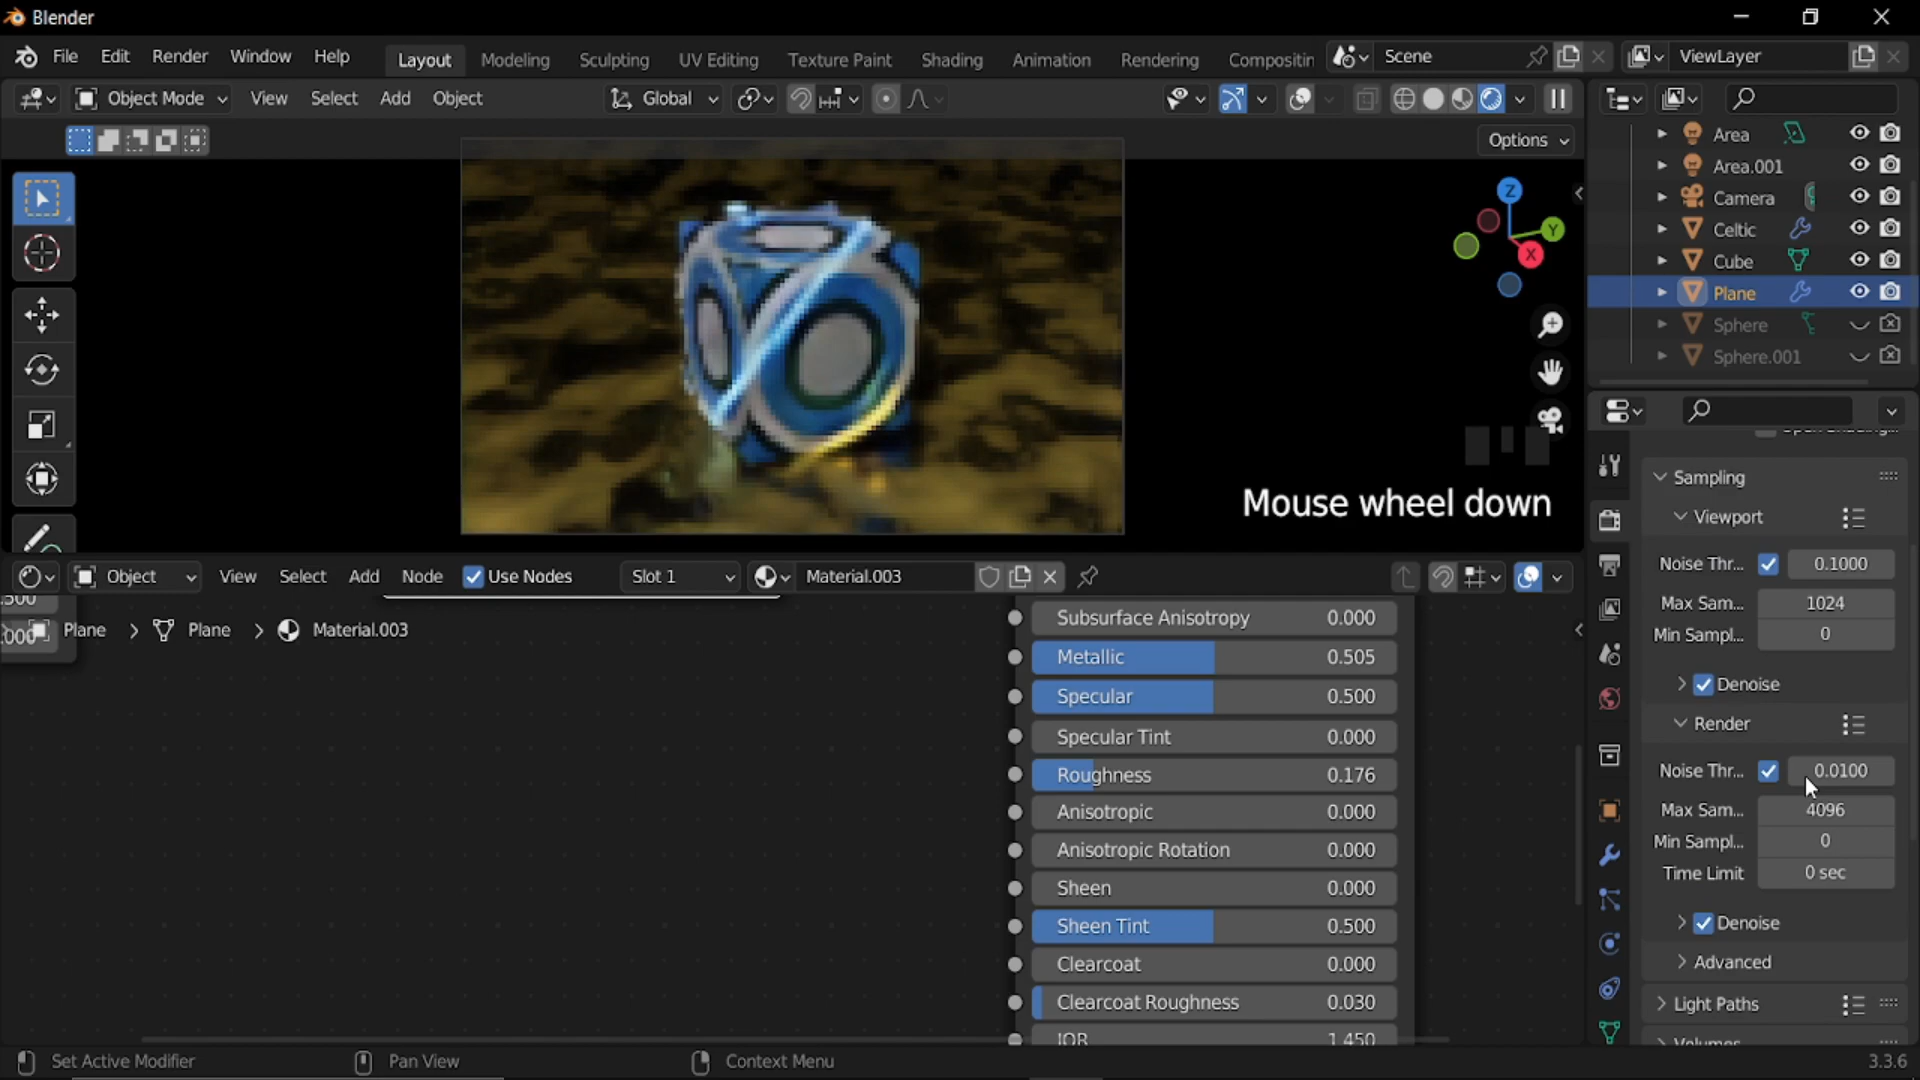 Blender
File Edit Render Window Help Layout Modeling Sculpting UV Editing Texture Paint Shading Animation Rendering Compositin Scene ViewLayer
Object Mode View Select Add Object Global
Options
Area
Area.001
Camera
Celtic
Cube
Plane
Sphere
Sphere.001
Z
Y
X
Mouse wheel down
Sampling
Viewport
Noise Thr... 0.1000
Max Sam... 1024
Min Sampl... 0
Denoise
Render
Noise Thr... 0.0100
Max Sam... 4096
Min Sampl... 0
Time Limit 0 sec
Denoise
Advanced
Light Paths
Object View Select Add Node Use Nodes Slot 1 Material.003
Plane Plane Material.003
Subsurface Anisotropy 0.000
Metallic 0.505
Specular 0.500
Specular Tint 0.000
Roughness 0.176
Anisotropic 0.000
Anisotropic Rotation 0.000
Sheen 0.000
Sheen Tint 0.500
Clearcoat 0.000
Clearcoat Roughness 0.030
IOR 1.450
Set Active Modifier Pan View Context Menu 3.3.6